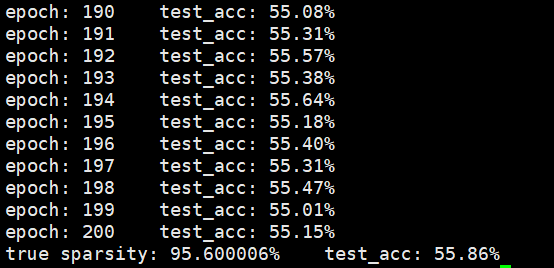 epoch: 190    test_acc: 55.08%
epoch: 191    test_acc: 55.31%
epoch: 192    test_acc: 55.57%
epoch: 193    test_acc: 55.38%
epoch: 194    test_acc: 55.64%
epoch: 195    test_acc: 55.18%
epoch: 196    test_acc: 55.40%
epoch: 197    test_acc: 55.31%
epoch: 198    test_acc: 55.47%
epoch: 199    test_acc: 55.01%
epoch: 200    test_acc: 55.15%
true sparsity: 95.600006%    test_acc: 55.86%